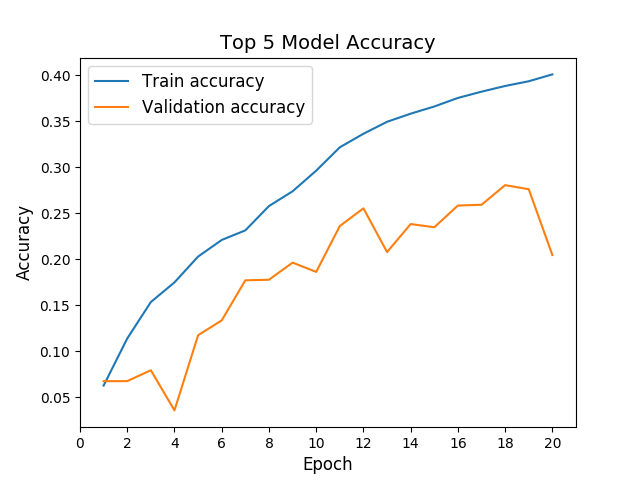 Top 5 Model Accuracy
Train accuracy
Validation accuracy
0.40
0.35
0.30
0.25
0.20
0.15
0.10
0.05
Accuracy
0 2 4 6 8 10 12 14 16 18 20
Epoch